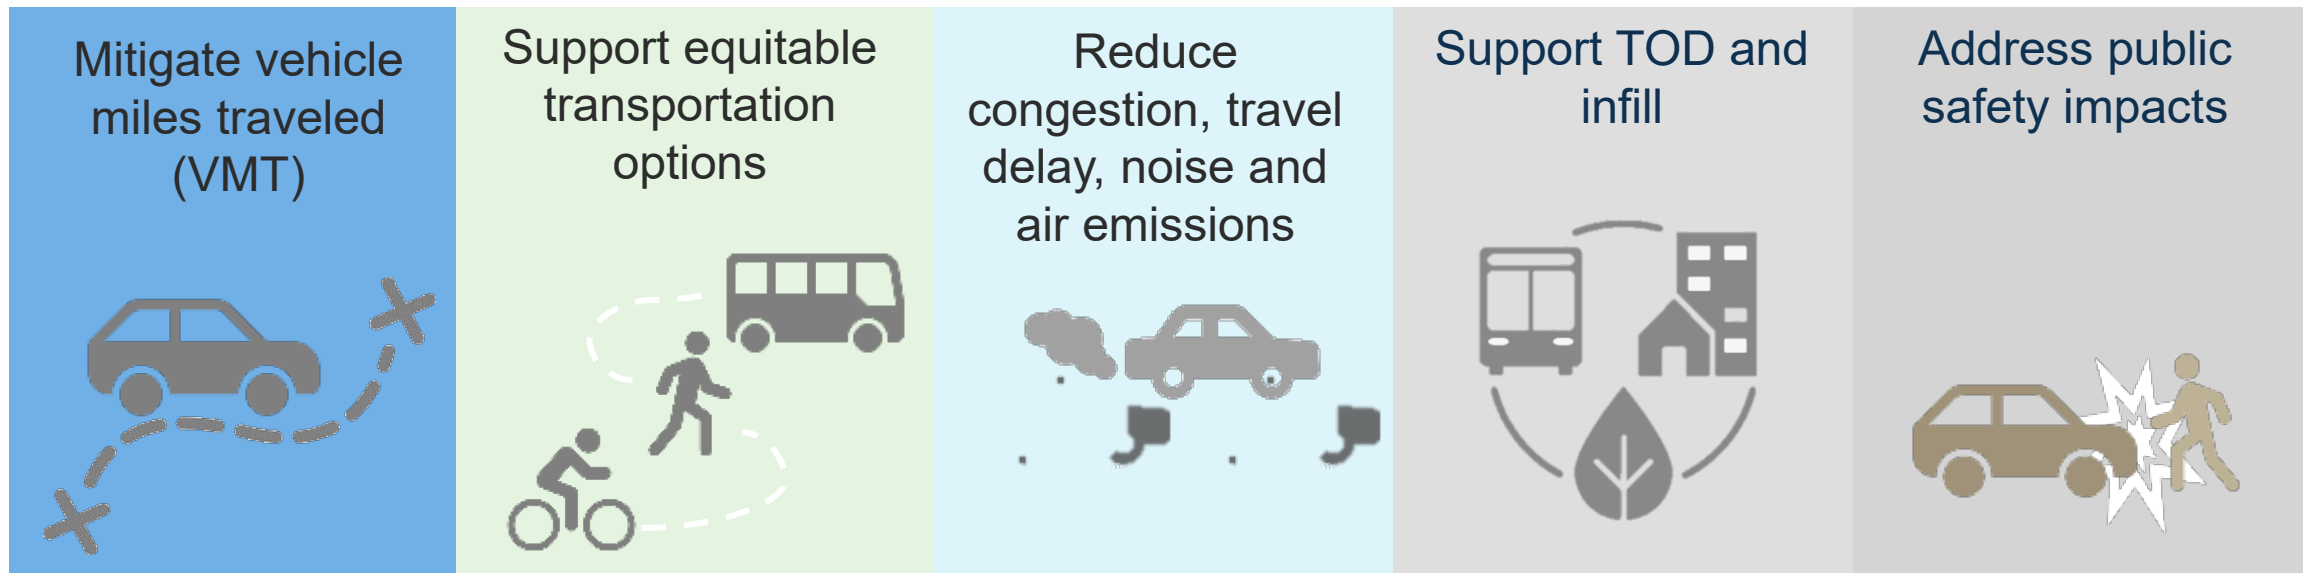 Mitigate vehicle
miles traveled
(VMT)
Support equitable
transportation
options
Reduce
congestion, travel
delay, noise and
air emissions
Support TOD and
infill
Address public
safety impacts